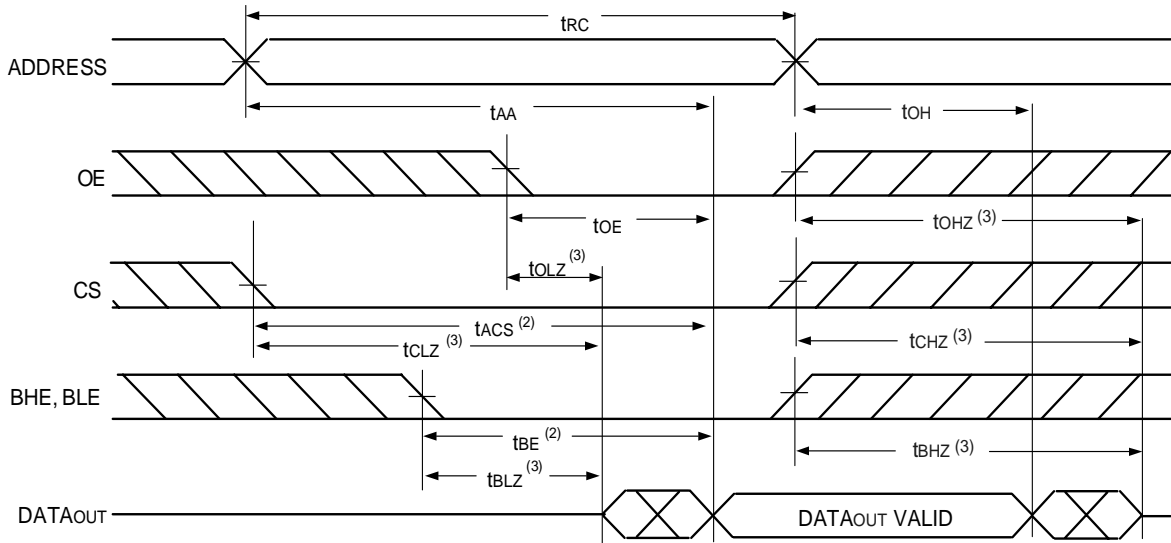 tRC
ADDRESS
tAA
tOH
OE
tOE
tOHZ (3)
tOLZ (3)
CS
tACS (2)
tCLZ (3)
tCHZ (3)
BHE, BLE
tBE (2)
tBHZ (3)
tBLZ (3)
DATAOUT
DATAOUT VALID